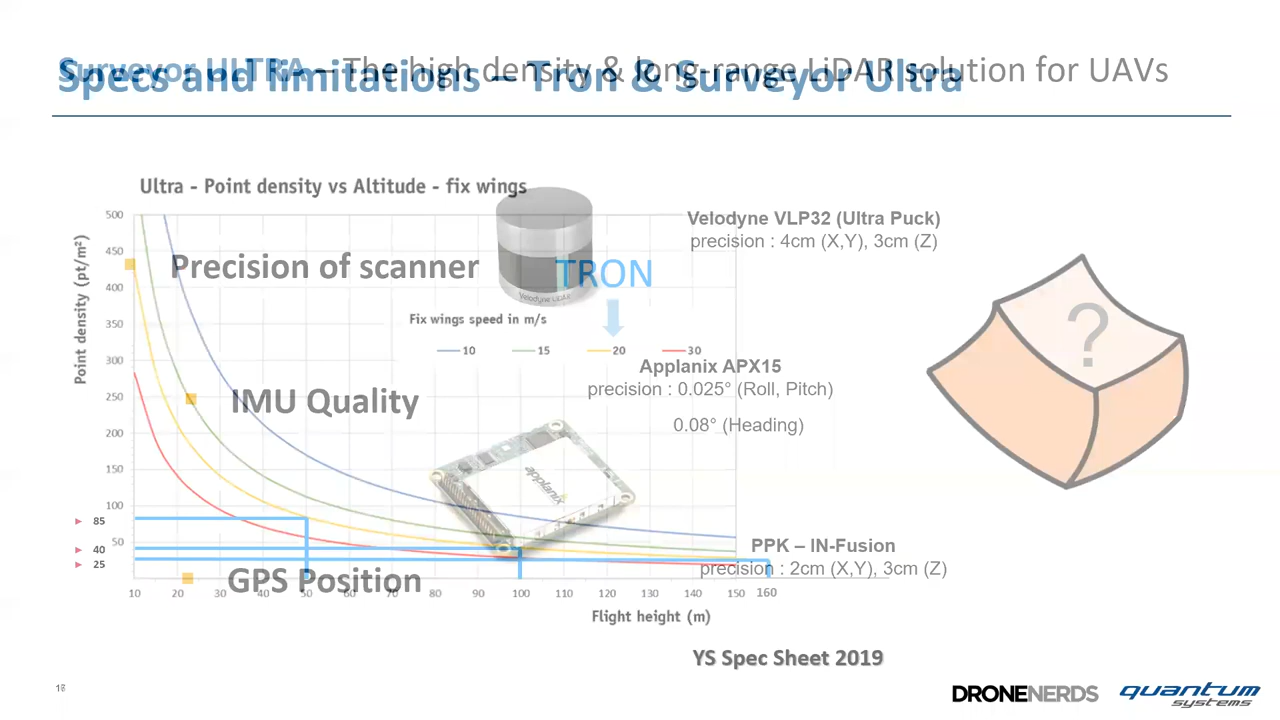 Surveyor ULTRA – The high density & long-range LiDAR solution for UAVs
Specs and limitations – Tron & Surveyor Ultra
Ultra - Point density vs Altitude - fix wings
Velodyne VLP32 (Ultra Puck)
precision : 4cm (X,Y), 3cm (Z)
Precision of scanner
TRON
Velodyne LiDAR
Point density (pt/m²)
500
450
400
350
300
250
200
150
100
50
85
40
25
Fix wings speed in m/s
10 15 20 30
?
Applanix APX15
precision : 0.025° (Roll, Pitch)
0.08° (Heading)
IMU Quality
applanix
PPK – IN-Fusion
precision : 2cm (X,Y), 3cm (Z)
GPS Position
10 20 30 40 50 60 70 80 90 100 110 120 130 140 150 160
Flight height (m)
YS Spec Sheet 2019
DRONENERDS
quantum
systems